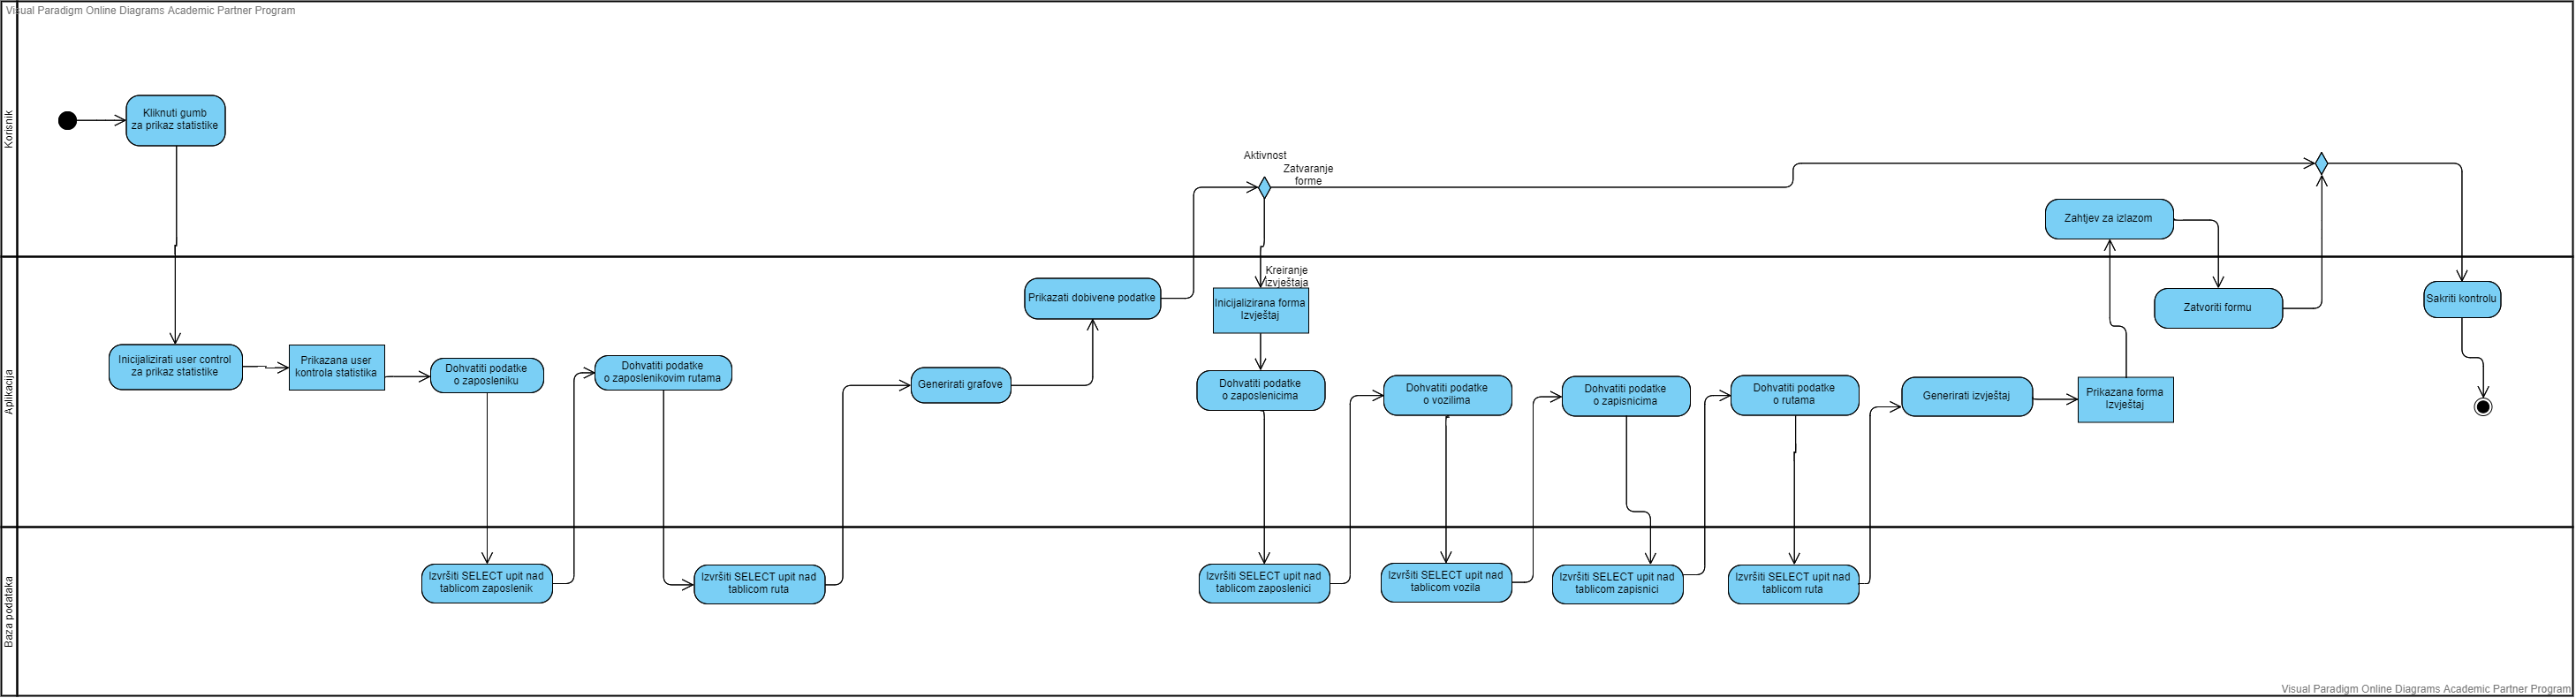 Visual Paradigm Online Diagrams Academic Partner Program
Korisnik
Kliknuti gumb
za prikaz statistike
Aktivnost
Zatvaranje
forme
Zahtjev za izlazom
Aplikacija
Inicijalizirati user control
za prikaz statistike
Prikazana user
kontrola statistika
Dohvatiti podatke
o zaposleniku
Dohvatiti podatke
o zaposlenikovim rutama
Generirati grafove
Prikazati dobivene podatke
Kreiranje
izvještaja
Inicijalizirana forma
Izvještaj
Dohvatiti podatke
o zaposlenicima
Dohvatiti podatke
o vozilima
Dohvatiti podatke
o zapisnicima
Dohvatiti podatke
o rutama
Generirati izvještaj
Prikazana forma
Izvještaj
Zatvoriti formu
Sakriti kontrolu
Baza podataka
Izvršiti SELECT upit nad
tablicom zaposlenik
Izvršiti SELECT upit nad
tablicom ruta
Izvršiti SELECT upit nad
tablicom zaposlenici
Izvršiti SELECT upit nad
tablicom vozila
Izvršiti SELECT upit nad
tablicom zapisnici
Izvršiti SELECT upit nad
tablicom ruta
Visual Paradigm Online Diagrams Academic Partner Program